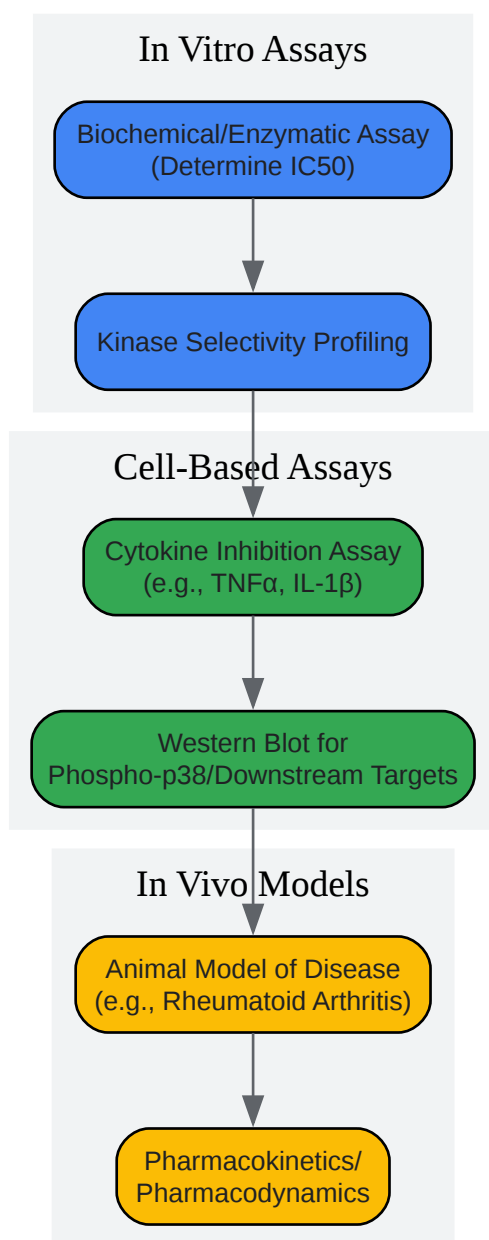 In Vitro Assays
Biochemical/Enzymatic Assay
(Determine IC50)
Kinase Selectivity Profiling
Cell-Based Assays
Cytokine Inhibition Assay
(e.g., TNFα, IL-1β)
Western Blot for
Phospho-p38/Downstream Targets
In Vivo Models
Animal Model of Disease
(e.g., Rheumatoid Arthritis)
Pharmacokinetics/
Pharmacodynamics